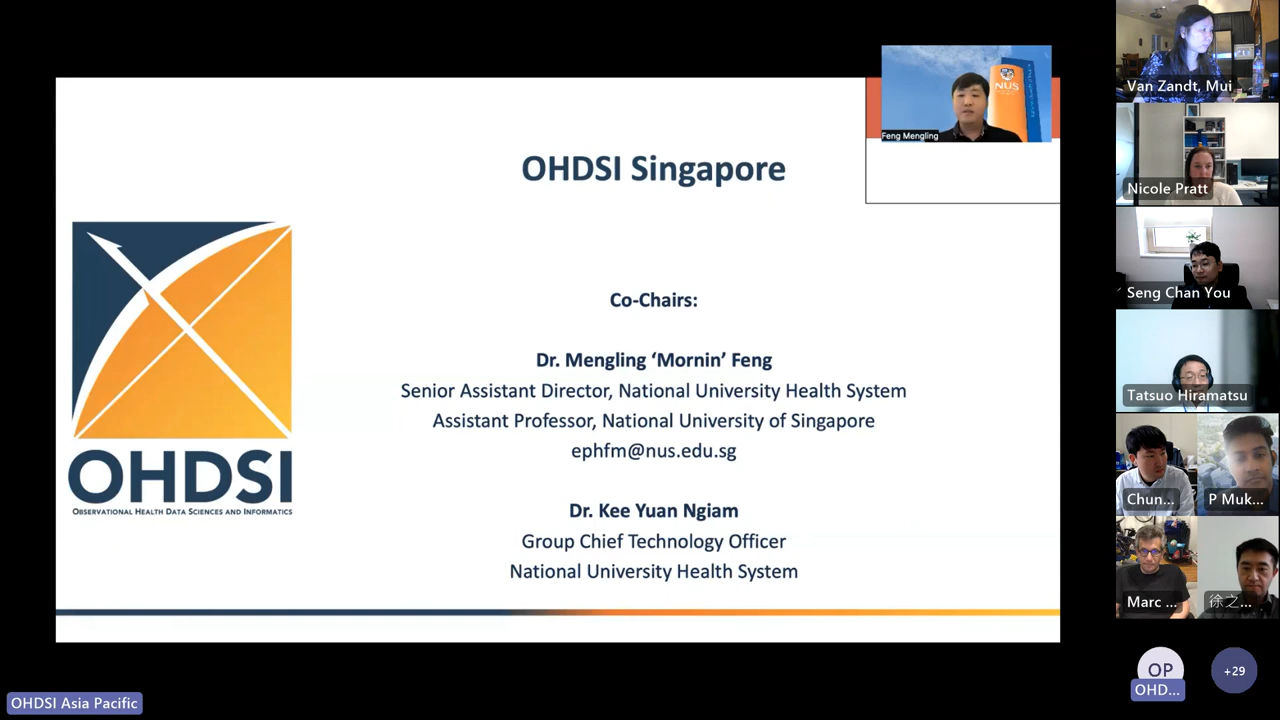 OHDSI Singapore
Co-Chairs:
Dr. Mengling ‘Mornin’ Feng
Senior Assistant Director, National University Health System
Assistant Professor, National University of Singapore
ephfm@nus.edu.sg
Dr. Kee Yuan Ngiam
Group Chief Technology Officer
National University Health System
OHDSI
OBSERVATIONAL HEALTH DATA SCIENCES AND INFORMATICS
NUS
Feng Mengling
Van Zandt, Mui
Nicole Pratt
Seng Chan You
Tatsuo Hiramatsu
Chun...
P Muk...
Marc ...
徐之...
OP
OHD...
+29
OHDSI Asia Pacific